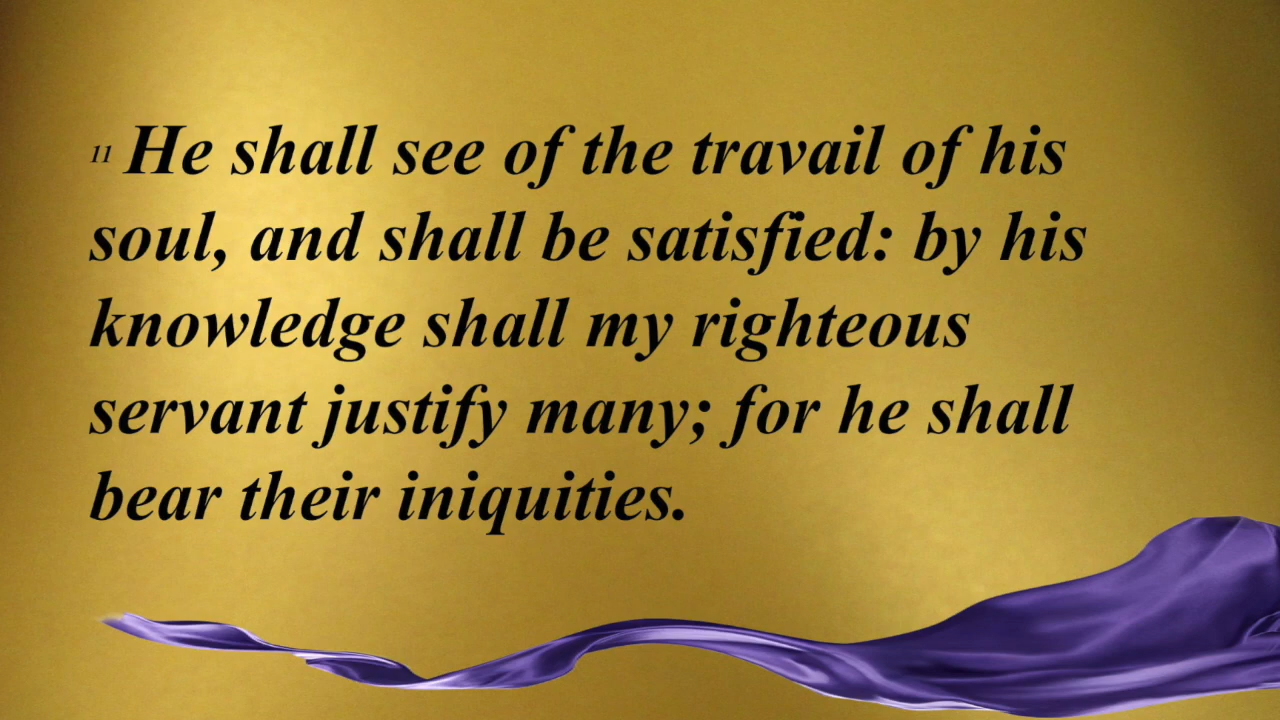 11 He shall see of the travail of his
soul, and shall be satisfied: by his
knowledge shall my righteous
servant justify many; for he shall
bear their iniquities.